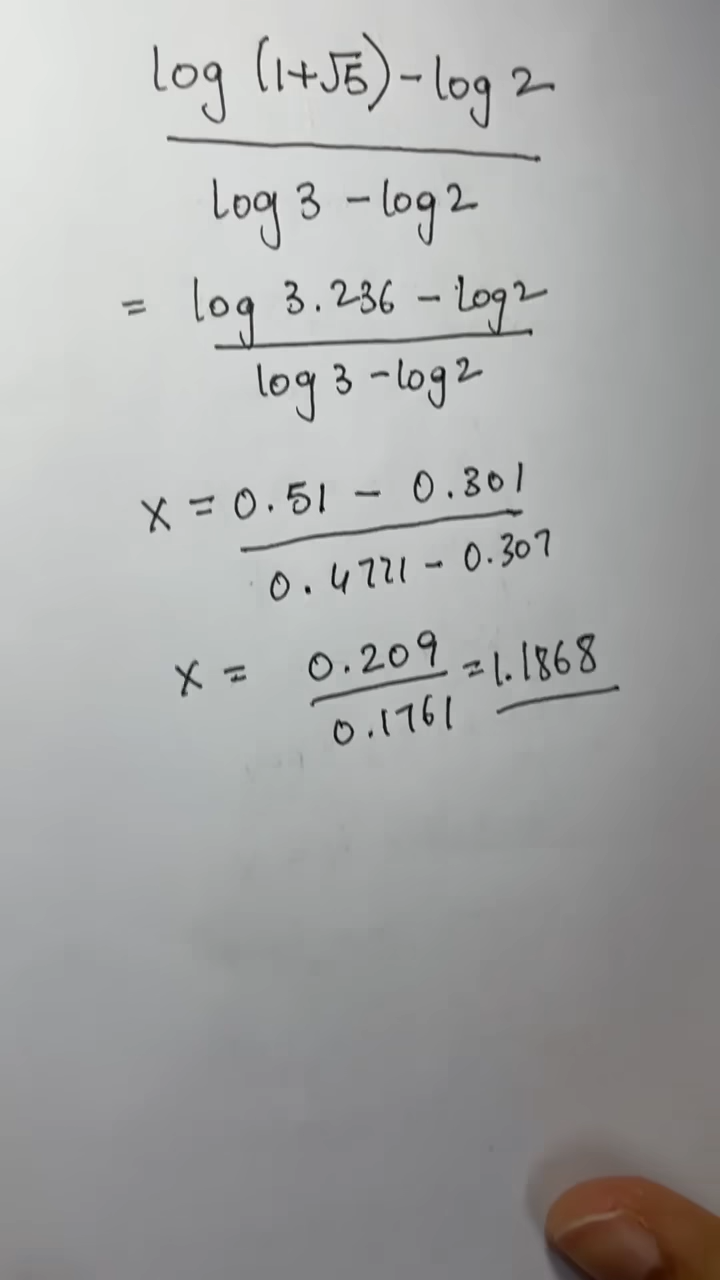 log (1+√5) - log 2
log 3 - log 2
= log 3.236 - log 2
log 3 - log 2
x = 0.51 - 0.301
0.4771 - 0.307
x = 0.209 = 1.1868
0.1761